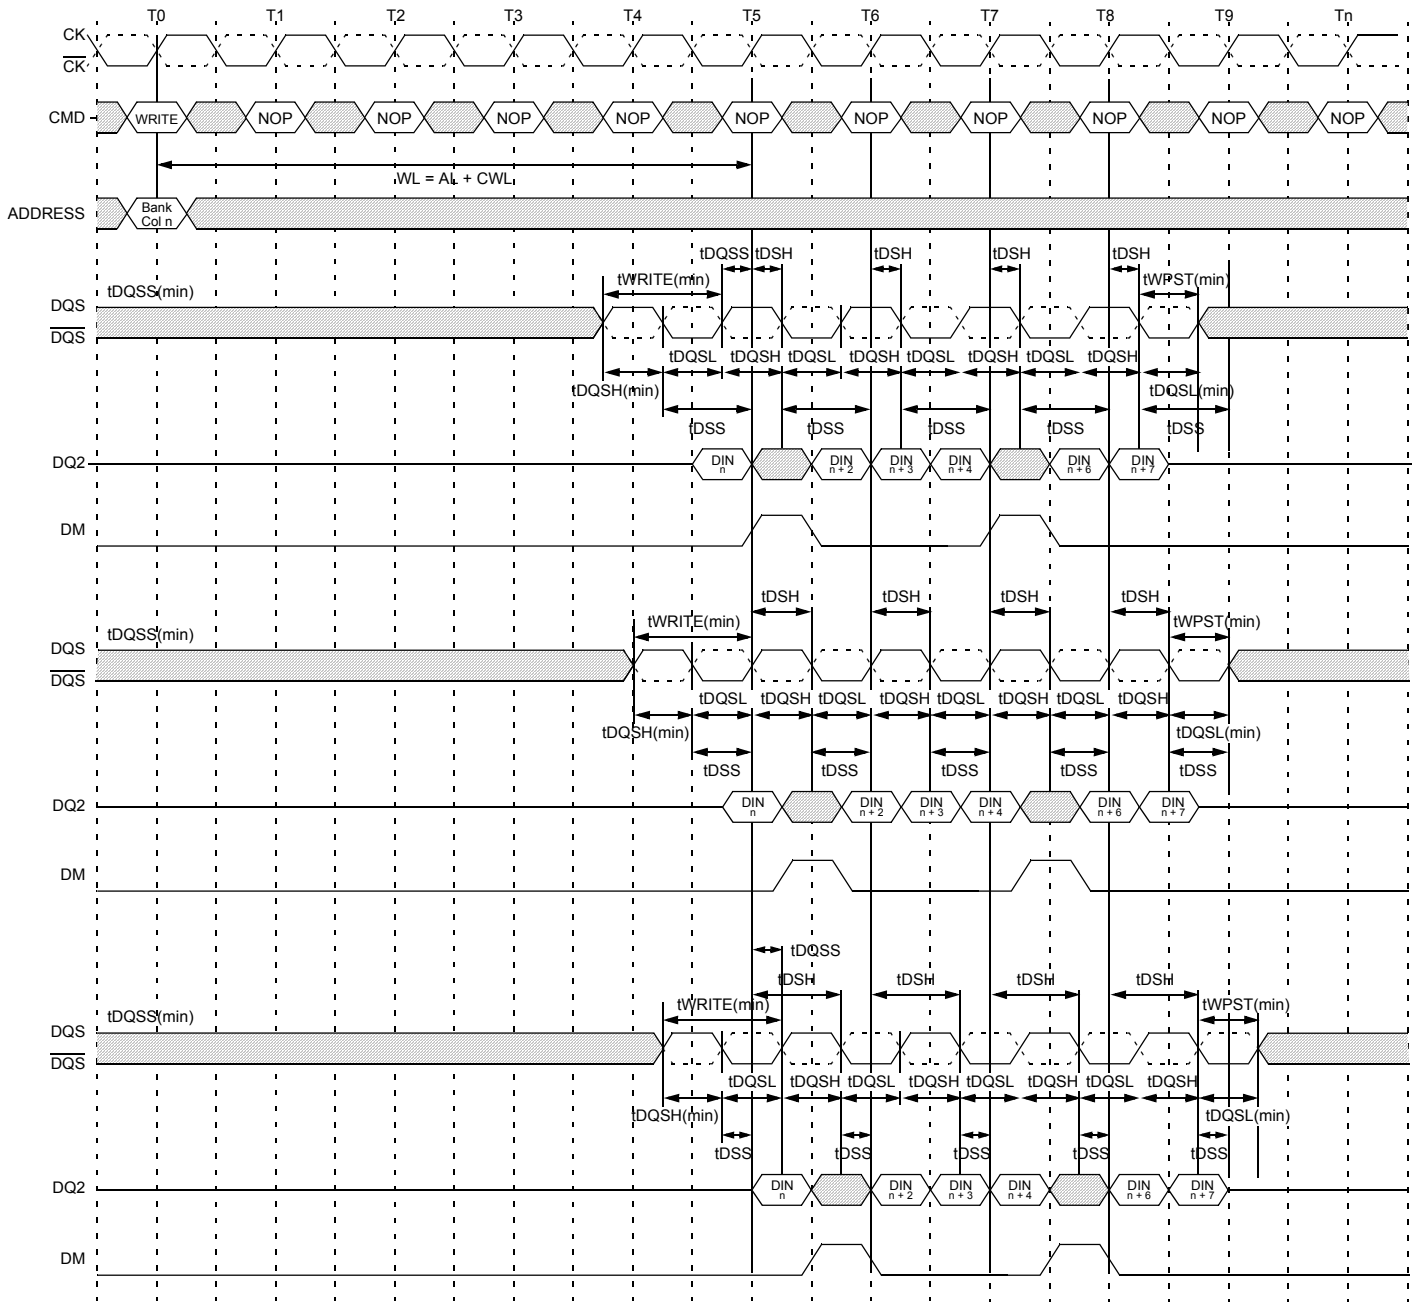 T0 T1 T2 T3 T4 T5 T6 T7 T8 T9 Tn
CK
CK
CMD WRITE NOP NOP NOP NOP NOP NOP NOP NOP NOP NOP
WL = AL + CWL
ADDRESS Bank
Col n
tDQSS tDSH tDSH tDSH tDSH
tDQSS(min) tWRITE(min) tWPST(min)
DQS
DQS
tDQSL tDQSH tDQSL tDQSH tDQSL tDQSH tDQSL tDQSH
tDQSH(min) tDQSL(min)
tDSS tDSS tDSS tDSS tDSS
DQ2 DIN n DIN n + 2 DIN n + 3 DIN n + 4 DIN n + 6 DIN n + 7
DM
tDSH tDSH tDSH tDSH
tDQSS(min) tWRITE(min) tWPST(min)
DQS
DQS
tDQSL tDQSH tDQSL tDQSH tDQSL tDQSH tDQSL tDQSH
tDQSH(min) tDQSL(min)
tDSS tDSS tDSS tDSS tDSS
DQ2 DIN n DIN n + 2 DIN n + 3 DIN n + 4 DIN n + 6 DIN n + 7
DM
tDQSS
tDSH tDSH tDSH tDSH
tDQSS(min) tWRITE(min) tWPST(min)
DQS
DQS
tDQSL tDQSH tDQSL tDQSH tDQSL tDQSH tDQSL tDQSH
tDQSH(min) tDQSL(min)
tDSS tDSS tDSS tDSS tDSS
DQ2 DIN n DIN n + 2 DIN n + 3 DIN n + 4 DIN n + 6 DIN n + 7
DM